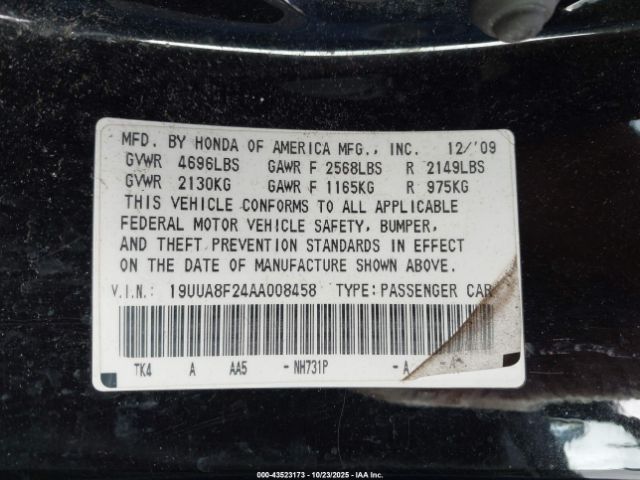 MFD. BY HONDA OF AMERICA MFG., INC. 12/'09
GVWR 4696LBS GAWR F 2568LBS R 2149LBS
GVWR 2130KG GAWR F 1165KG R 975KG
THIS VEHICLE CONFORMS TO ALL APPLICABLE
FEDERAL MOTOR VEHICLE SAFETY, BUMPER,
AND THEFT PREVENTION STANDARDS IN EFFECT
ON THE DATE OF MANUFACTURE SHOWN ABOVE.
V.I.N.: 19UUA8F24AA008458 TYPE: PASSENGER CAR
TK4 A AA5 - NH731P - A
000-43523173 - 10/23/2025 - IAA Inc.